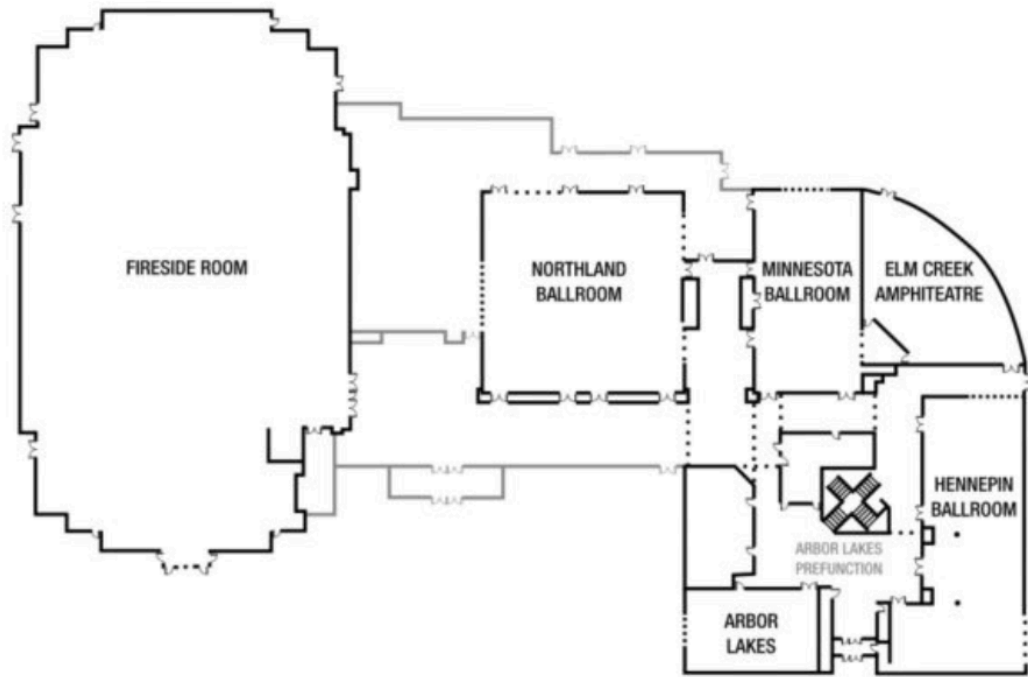 FIRESIDE ROOM
NORTHLAND
BALLROOM
MINNESOTA
BALLROOM
ELM CREEK
AMPHITEATRE
HENNEPIN
BALLROOM
ARBOR LAKES
PREFUNCTION
ARBOR
LAKES